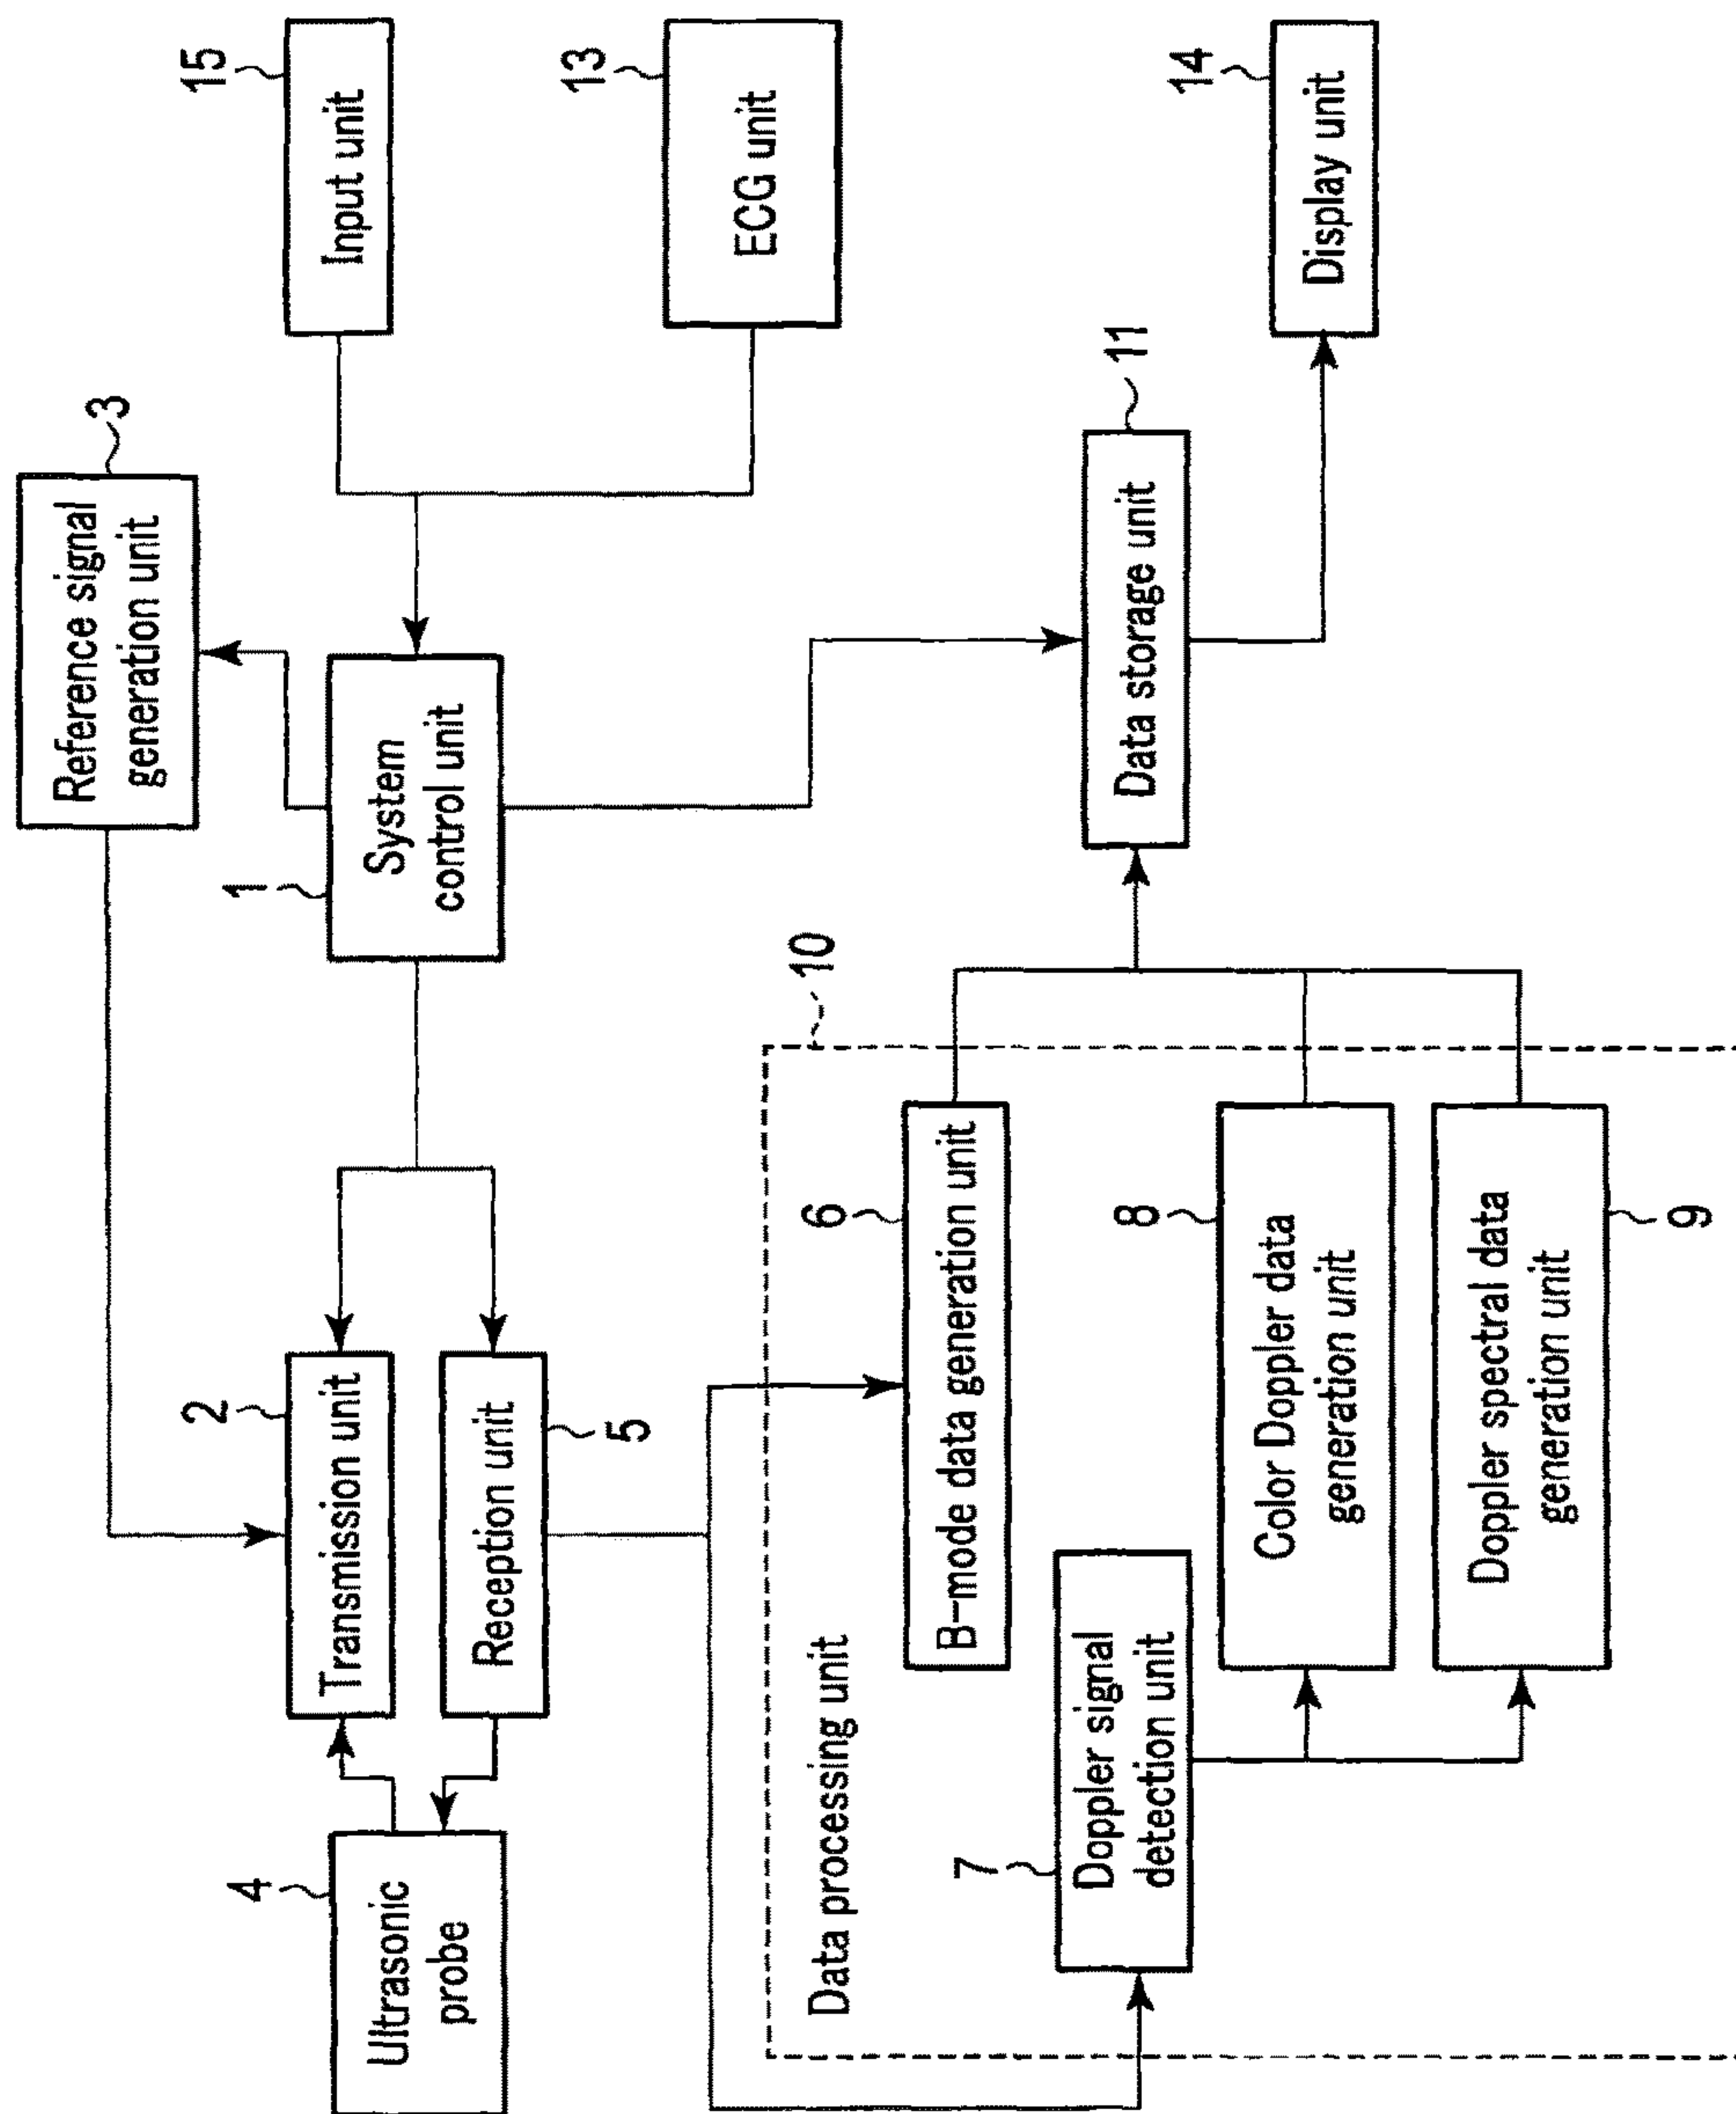 4
Ultrasonic
probe
2
Transmission unit
Reception unit
5
3
Reference signal
generation unit
1
System
control unit
15
Input unit
13
ECG unit
10
Data processing unit
6
B-mode data generation unit
7
Doppler signal
detection unit
8
Color Doppler data
generation unit
Doppler spectral data
generation unit
9
11
Data storage unit
14
Display unit